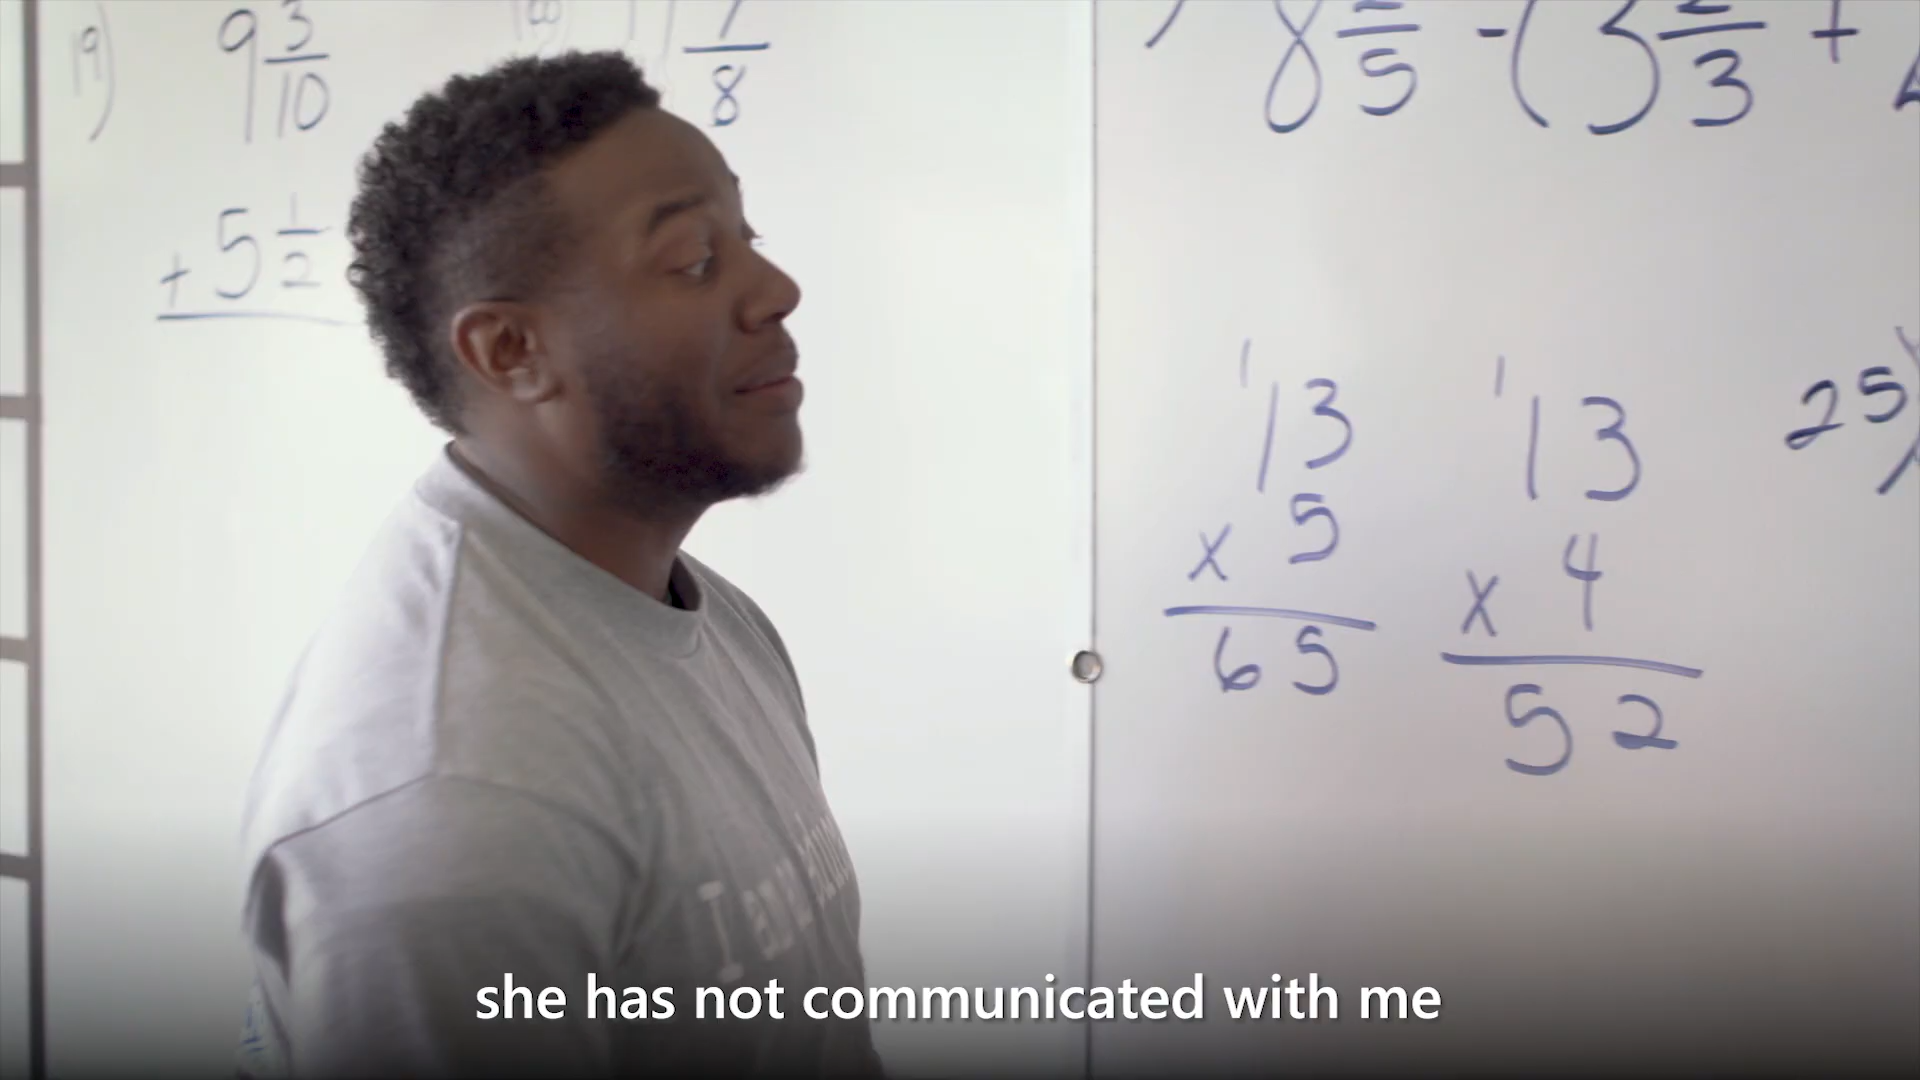 19) 9 3/10
+ 5 1/2
7/8
8 2/5 - (3 2/3 +
1
13
x 5
65
1
13
x 4
52
25)
I am
she has not communicated with me